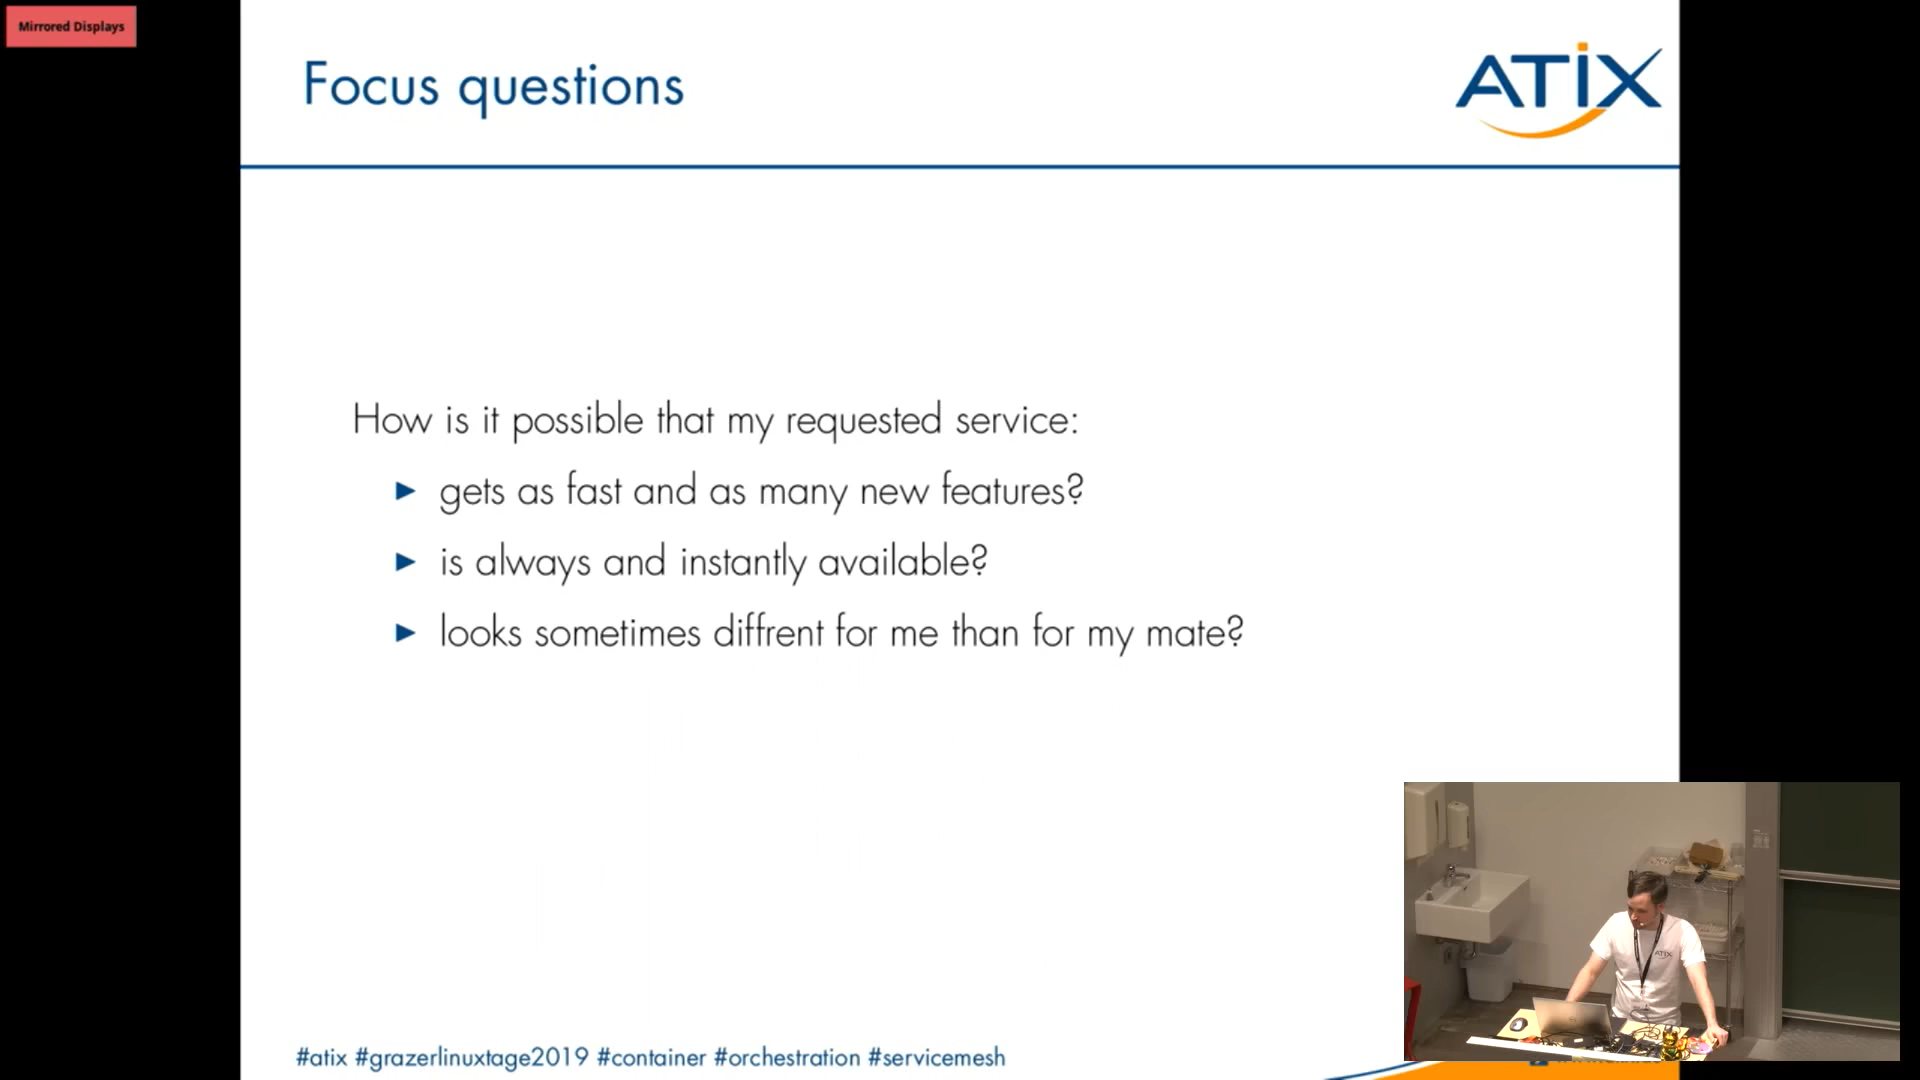 Mirrored Displays
Focus questions
ATiX
How is it possible that my requested service:
gets as fast and as many new features?
is always and instantly available?
looks sometimes diffrent for me than for my mate?
ATIX
#atix #grazerlinuxtage2019 #container #orchestration #servicemesh